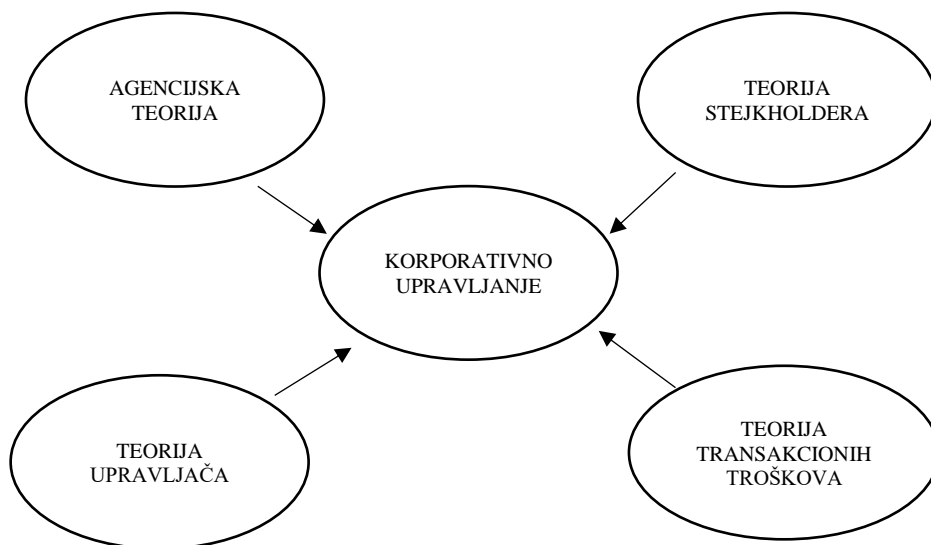 AGENCIJSKA
TEORIJA
TEORIJA
STEJKHOLDERA
KORPORATIVNO
UPRAVLJANJE
TEORIJA
UPRAVLJAČA
TEORIJA
TRANSAKCIONIH
TROŠKOVA